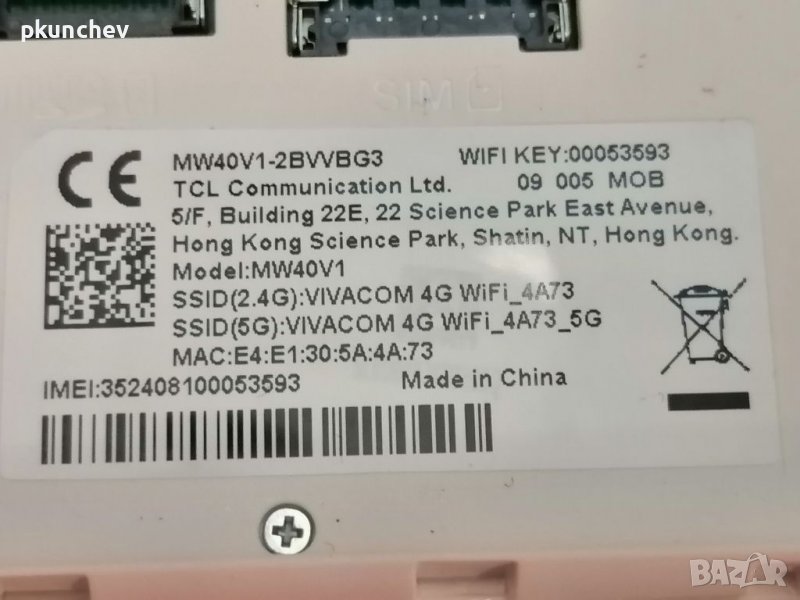 pkunchev
SIM
CE
MW40V1-2BVVBG3 WIFI KEY:00053593
TCL Communication Ltd. 09 005 MOB
5/F, Building 22E, 22 Science Park East Avenue,
Hong Kong Science Park, Shatin, NT, Hong Kong.
Model:MW40V1
SSID(2.4G):VIVACOM 4G WiFi_4A73
SSID(5G):VIVACOM 4G WiFi_4A73_5G
MAC:E4:E1:30:5A:4A:73
IMEI:352408100053593 Made in China
BAZAR